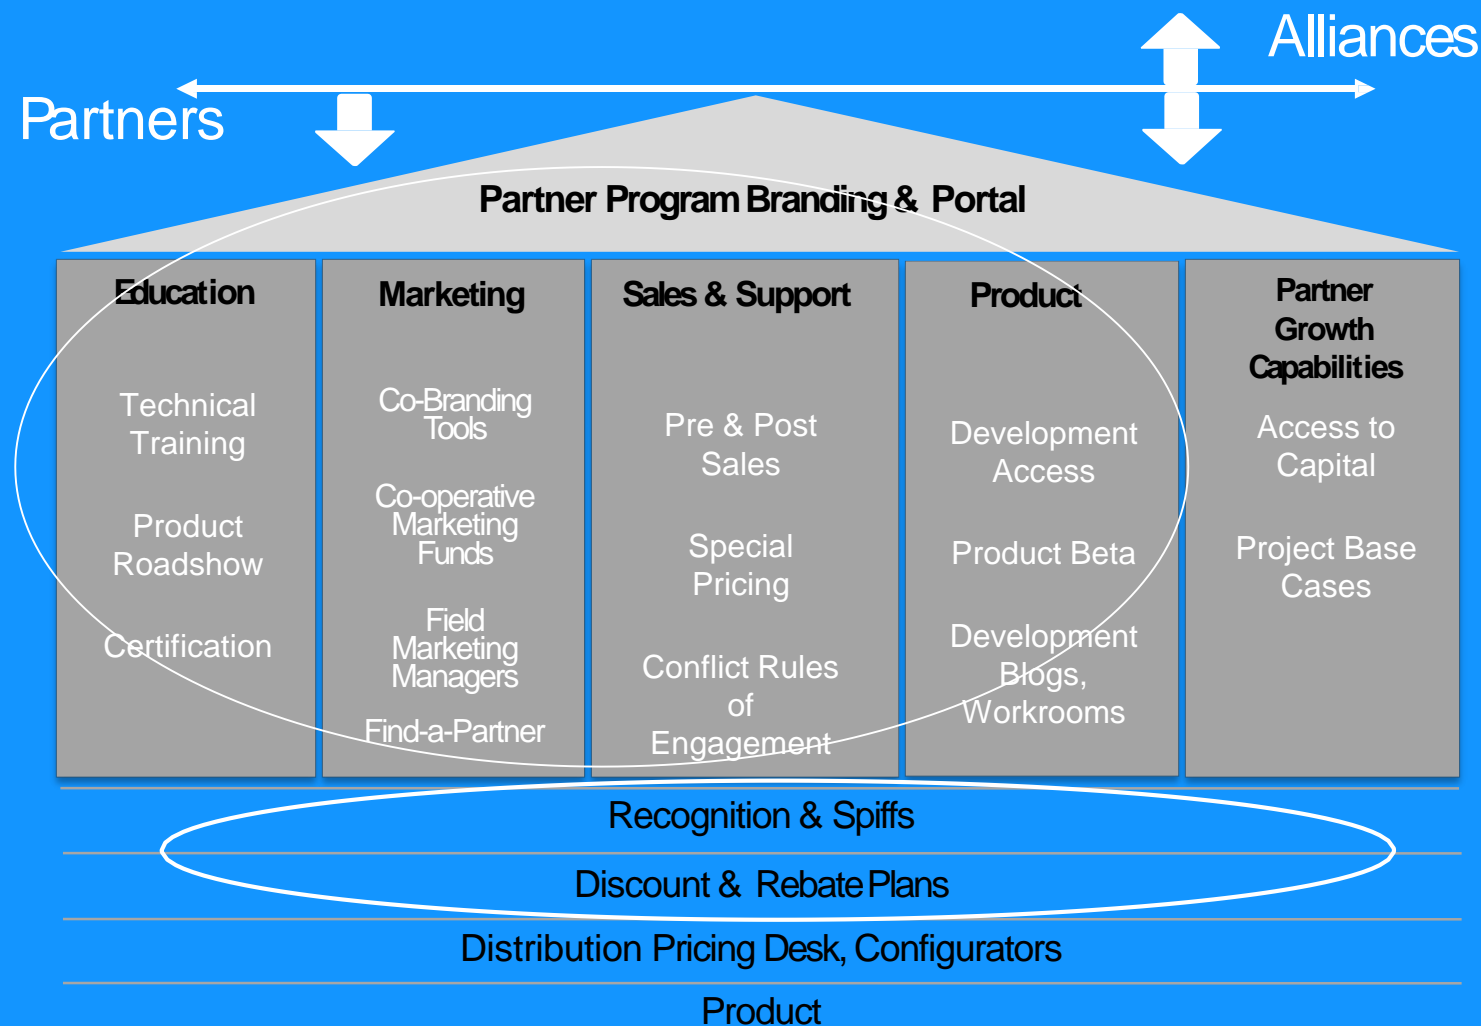 Alliances
Partners
Partner Program Branding & Portal
Education
Technical
Training
Product
Roadshow
Certification
Marketing
Co-Branding
Tools
Co-operative
Marketing
Funds
Field
Marketing
Managers
Find-a-Partner
Sales & Support
Pre & Post
Sales
Special
Pricing
Conflict Rules
of
Engagement
Product
Development
Access
Product Beta
Development
Blogs,
Workrooms
Partner
Growth
Capabilities
Access to
Capital
Project Base
Cases
Recognition & Spiffs
Discount & Rebate Plans
Distribution Pricing Desk, Configurators
Product